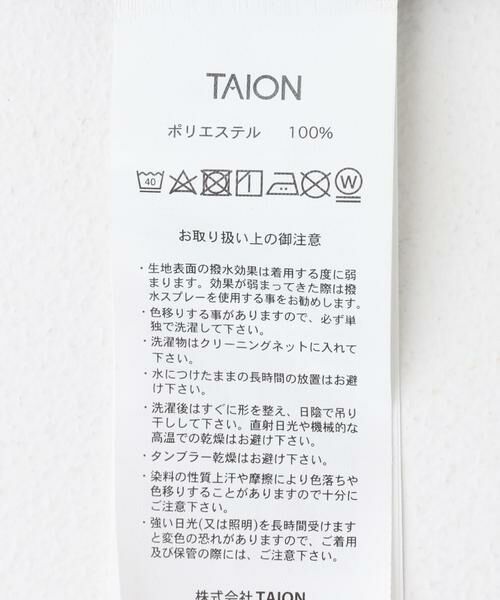 TAION
ポリエステル 100%
40
W
お取り扱い上の御注意
・生地表面の撥水効果は着用する度に弱
まります。効果が弱まってきた際は撥
水スプレーを使用する事をお勧めします。
・色移りする事がありますので、必ず単
独で洗濯して下さい。
・洗濯物はクリーニングネットに入れて
下さい。
・水につけたままの長時間の放置はお避
け下さい。
・洗濯後はすぐに形を整え、日陰で吊り
干しして下さい。直射日光や機械的な
高温での乾燥はお避け下さい。
・タンブラー乾燥はお避け下さい。
・染料の性質上汗や摩擦により色落ちや
色移りすることがありますので十分に
ご注意下さい。
・強い日光(又は照明)を長時間受けますと
と変色の恐れがありますので、ご着用
及び保管の際には、ご注意下さい。
株式会社TAION